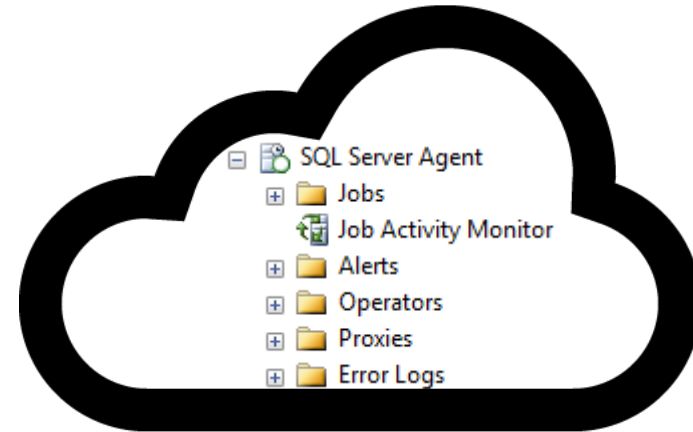 SQL Server Agent
Jobs
Job Activity Monitor
Alerts
Operators
Proxies
Error Logs